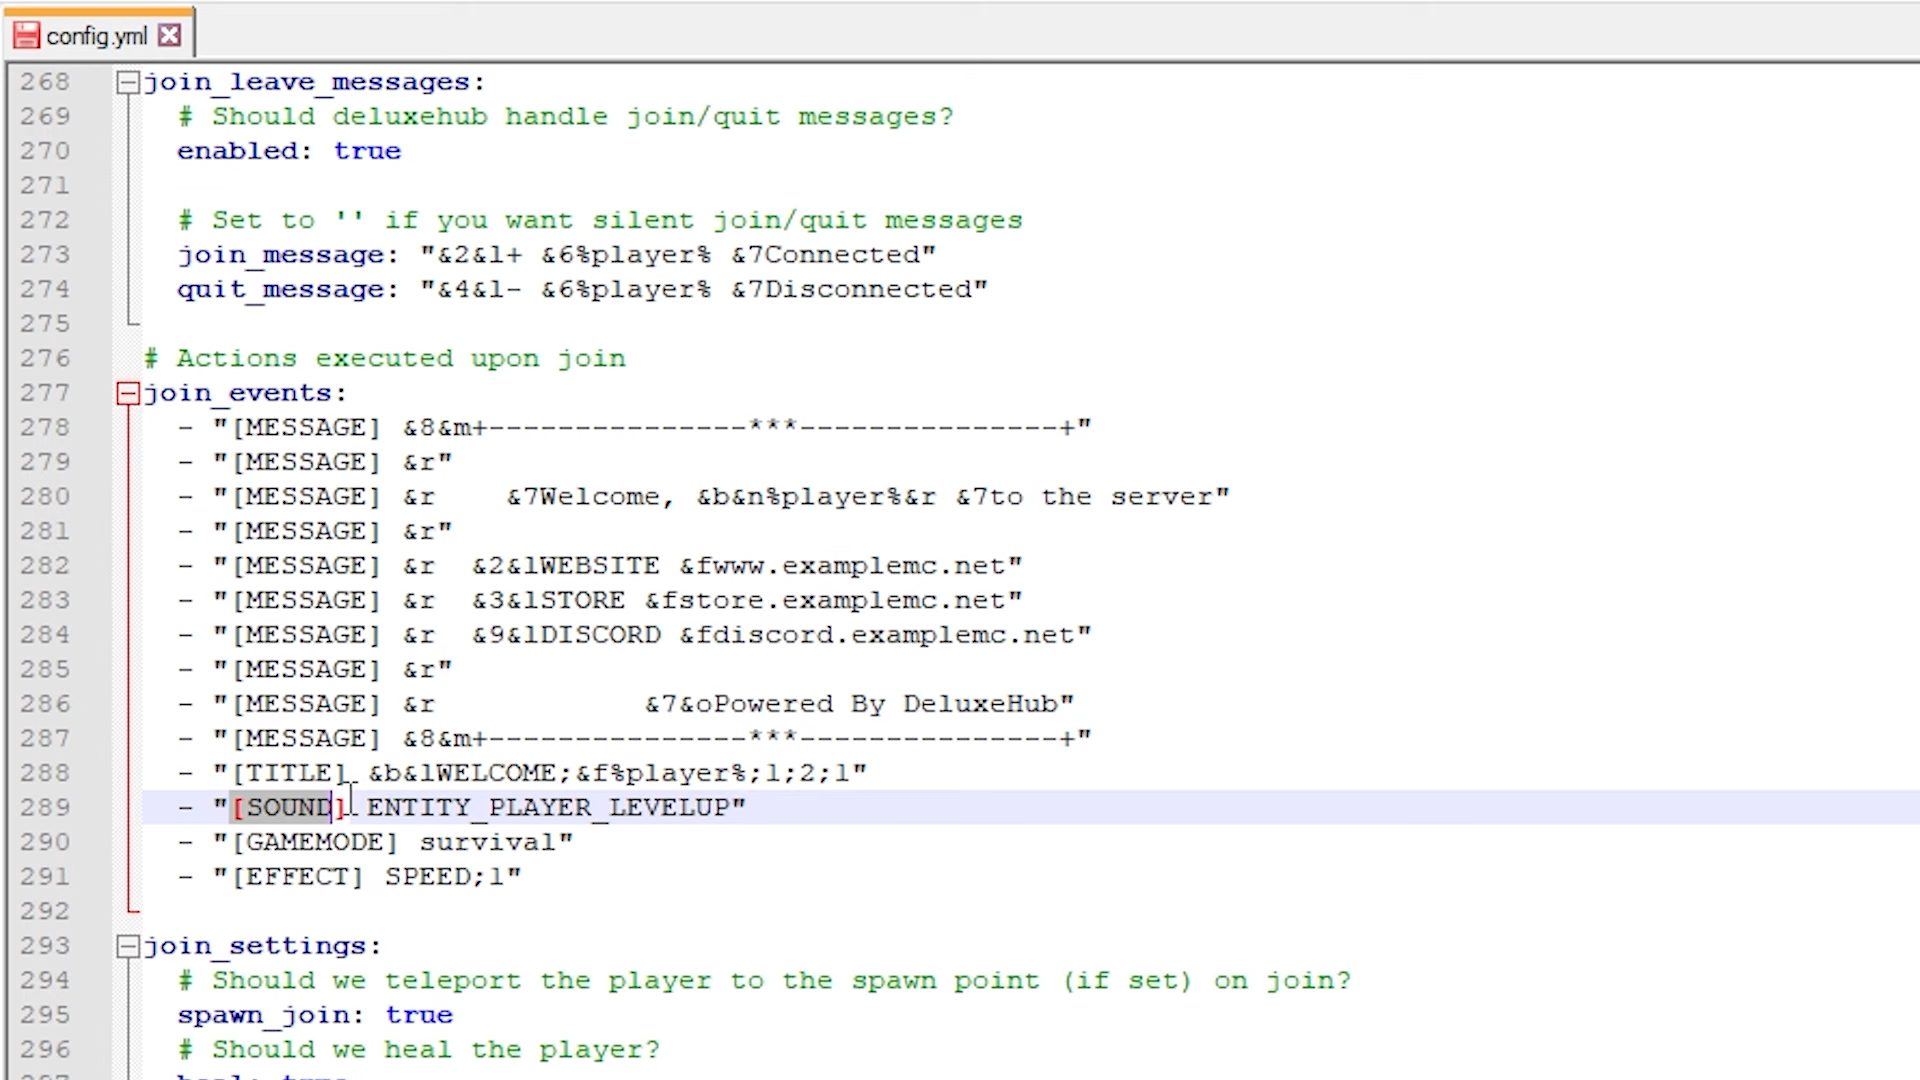 config.yml
268 join_leave_messages:
269 # Should deluxehub handle join/quit messages?
270 enabled: true
271
272 # Set to '' if you want silent join/quit messages
273 join_message: "&2&l+ &6%player% &7Connected"
274 quit_message: "&4&l- &6%player% &7Disconnected"
275
276 # Actions executed upon join
277 join_events:
278 - "[MESSAGE] &8&m+---------------***---------------+"
279 - "[MESSAGE] &r"
280 - "[MESSAGE] &r    &7Welcome, &b&n%player%&r &7to the server"
281 - "[MESSAGE] &r"
282 - "[MESSAGE] &r  &2&lWEBSITE &fwww.examplemc.net"
283 - "[MESSAGE] &r  &3&lSTORE &fstore.examplemc.net"
284 - "[MESSAGE] &r  &9&lDISCORD &fdiscord.examplemc.net"
285 - "[MESSAGE] &r"
286 - "[MESSAGE] &r            &7&oPowered By DeluxeHub"
287 - "[MESSAGE] &8&m+---------------***---------------+"
288 - "[TITLE] &b&lWELCOME;&f%player%;1;2;1"
289 - "[SOUND] ENTITY_PLAYER_LEVELUP"
290 - "[GAMEMODE] survival"
291 - "[EFFECT] SPEED;1"
292
293 join_settings:
294 # Should we teleport the player to the spawn point (if set) on join?
295 spawn_join: true
296 # Should we heal the player?